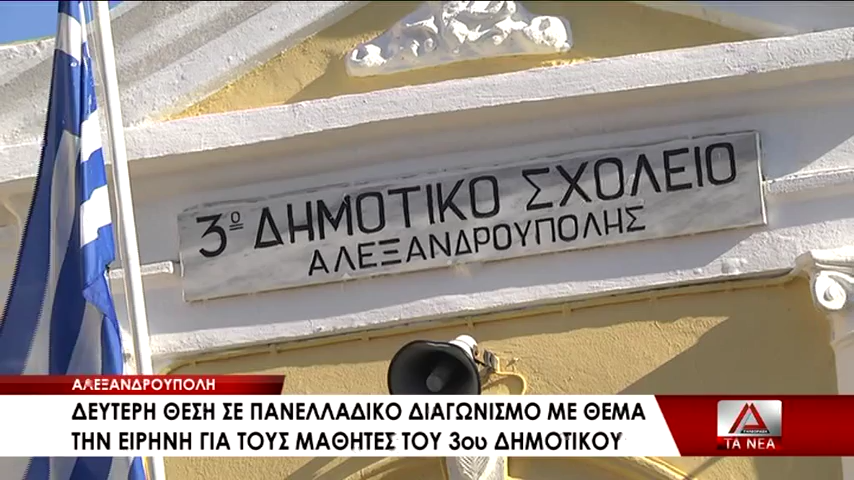 3ο ΔΗΜΟΤΙΚΟ ΣΧΟΛΕΙΟ
ΑΛΕΞΑΝΔΡΟΥΠΟΛΗΣ
ΑΛΕΞΑΝΔΡΟΥΠΟΛΗ
ΔΕΥΤΕΡΗ ΘΕΣΗ ΣΕ ΠΑΝΕΛΛΑΔΙΚΟ ΔΙΑΓΩΝΙΣΜΟ ΜΕ ΘΕΜΑ
ΤΗΝ ΕΙΡΗΝΗ ΓΙΑ ΤΟΥΣ ΜΑΘΗΤΕΣ ΤΟΥ 3ου ΔΗΜΟΤΙΚΟΥ
ΤΑ ΝΕΑ